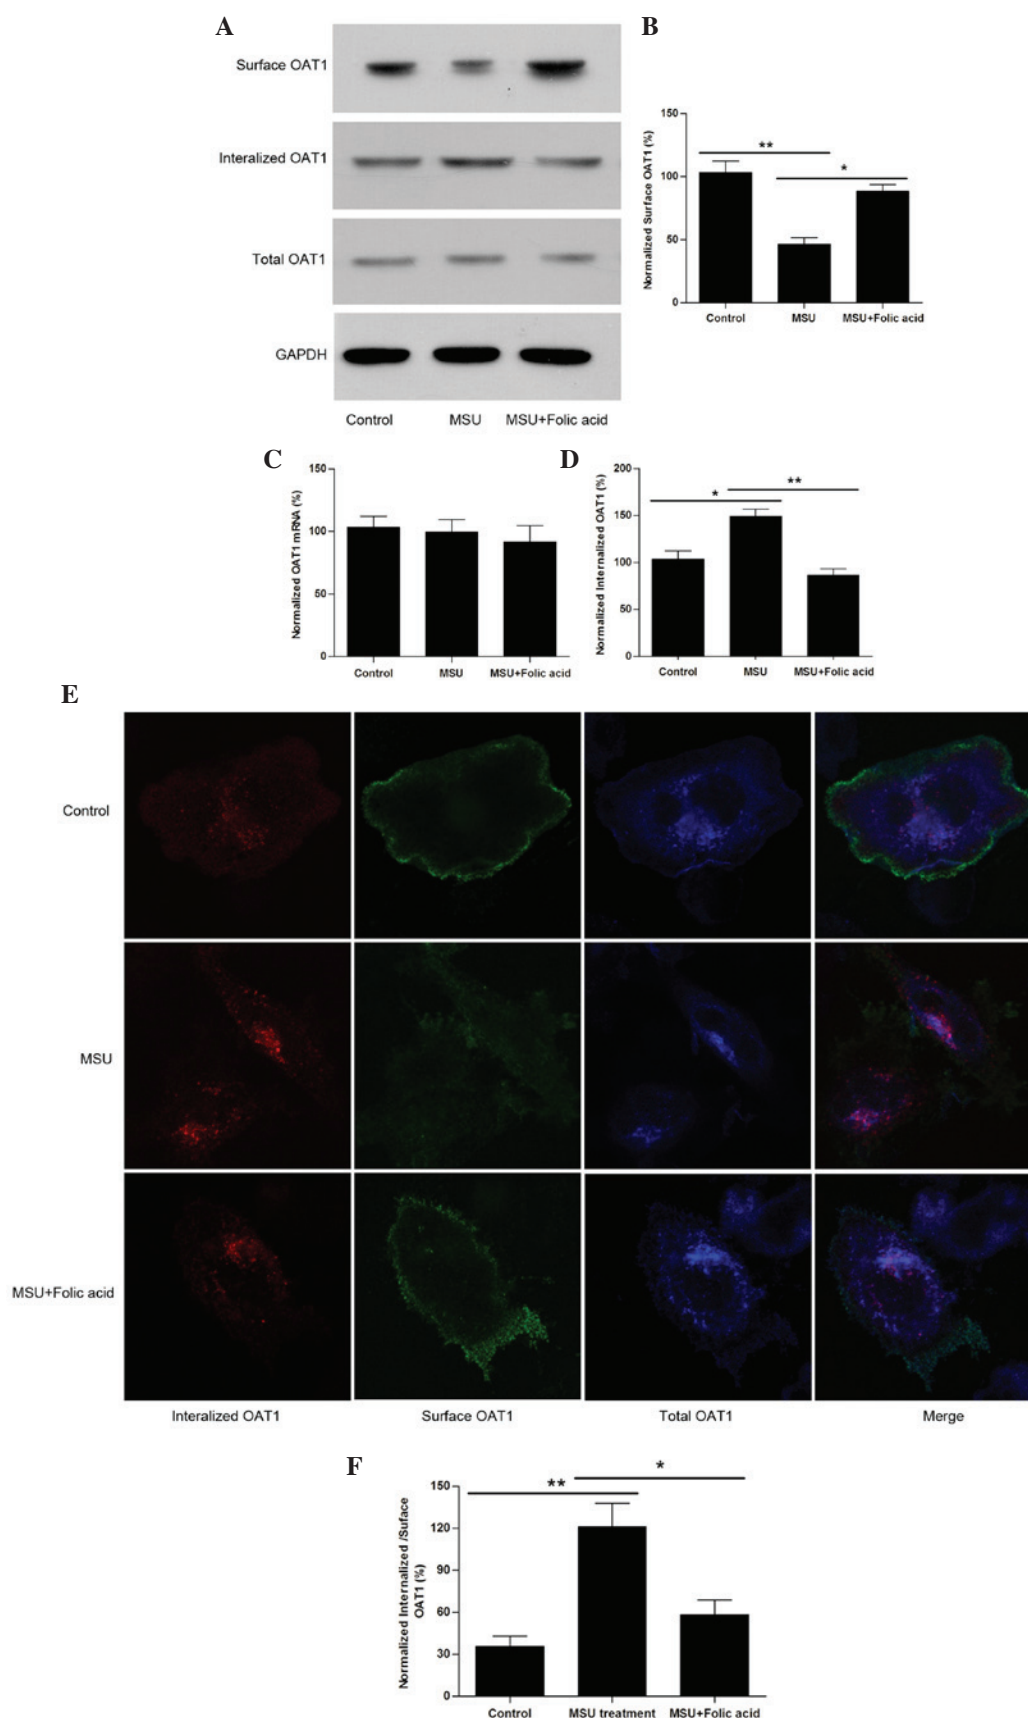 A
Surface OAT1
Interalized OAT1
Total OAT1
GAPDH
Control MSU MSU+Folic acid
B
Normalized Surface OAT1 (%)
150
100
50
0
** *
Control MSU MSU+Folic acid
C
Normalized OAT1 mRNA (%)
150
100
50
0
Control MSU MSU+Folic acid
D
Normalized Internalized OAT1 (%)
200
150
100
50
0
* **
Control MSU MSU+Folic acid
E
Control
MSU
MSU+Folic acid
Interalized OAT1 Surface OAT1 Total OAT1 Merge
F
Normalized Internalized /Suface
OAT1 (%)
150
120
90
60
30
0
** *
Control MSU treatment MSU+Folic acid